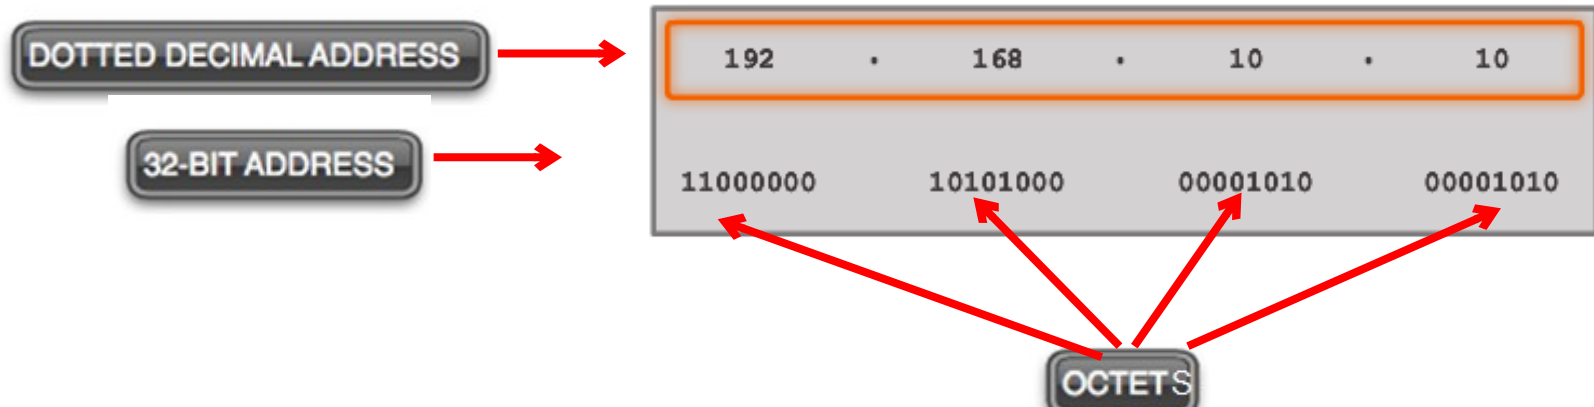 DOTTED DECIMAL ADDRESS
192 . 168 . 10 . 10
32-BIT ADDRESS
11000000 10101000 00001010 00001010
OCTETS